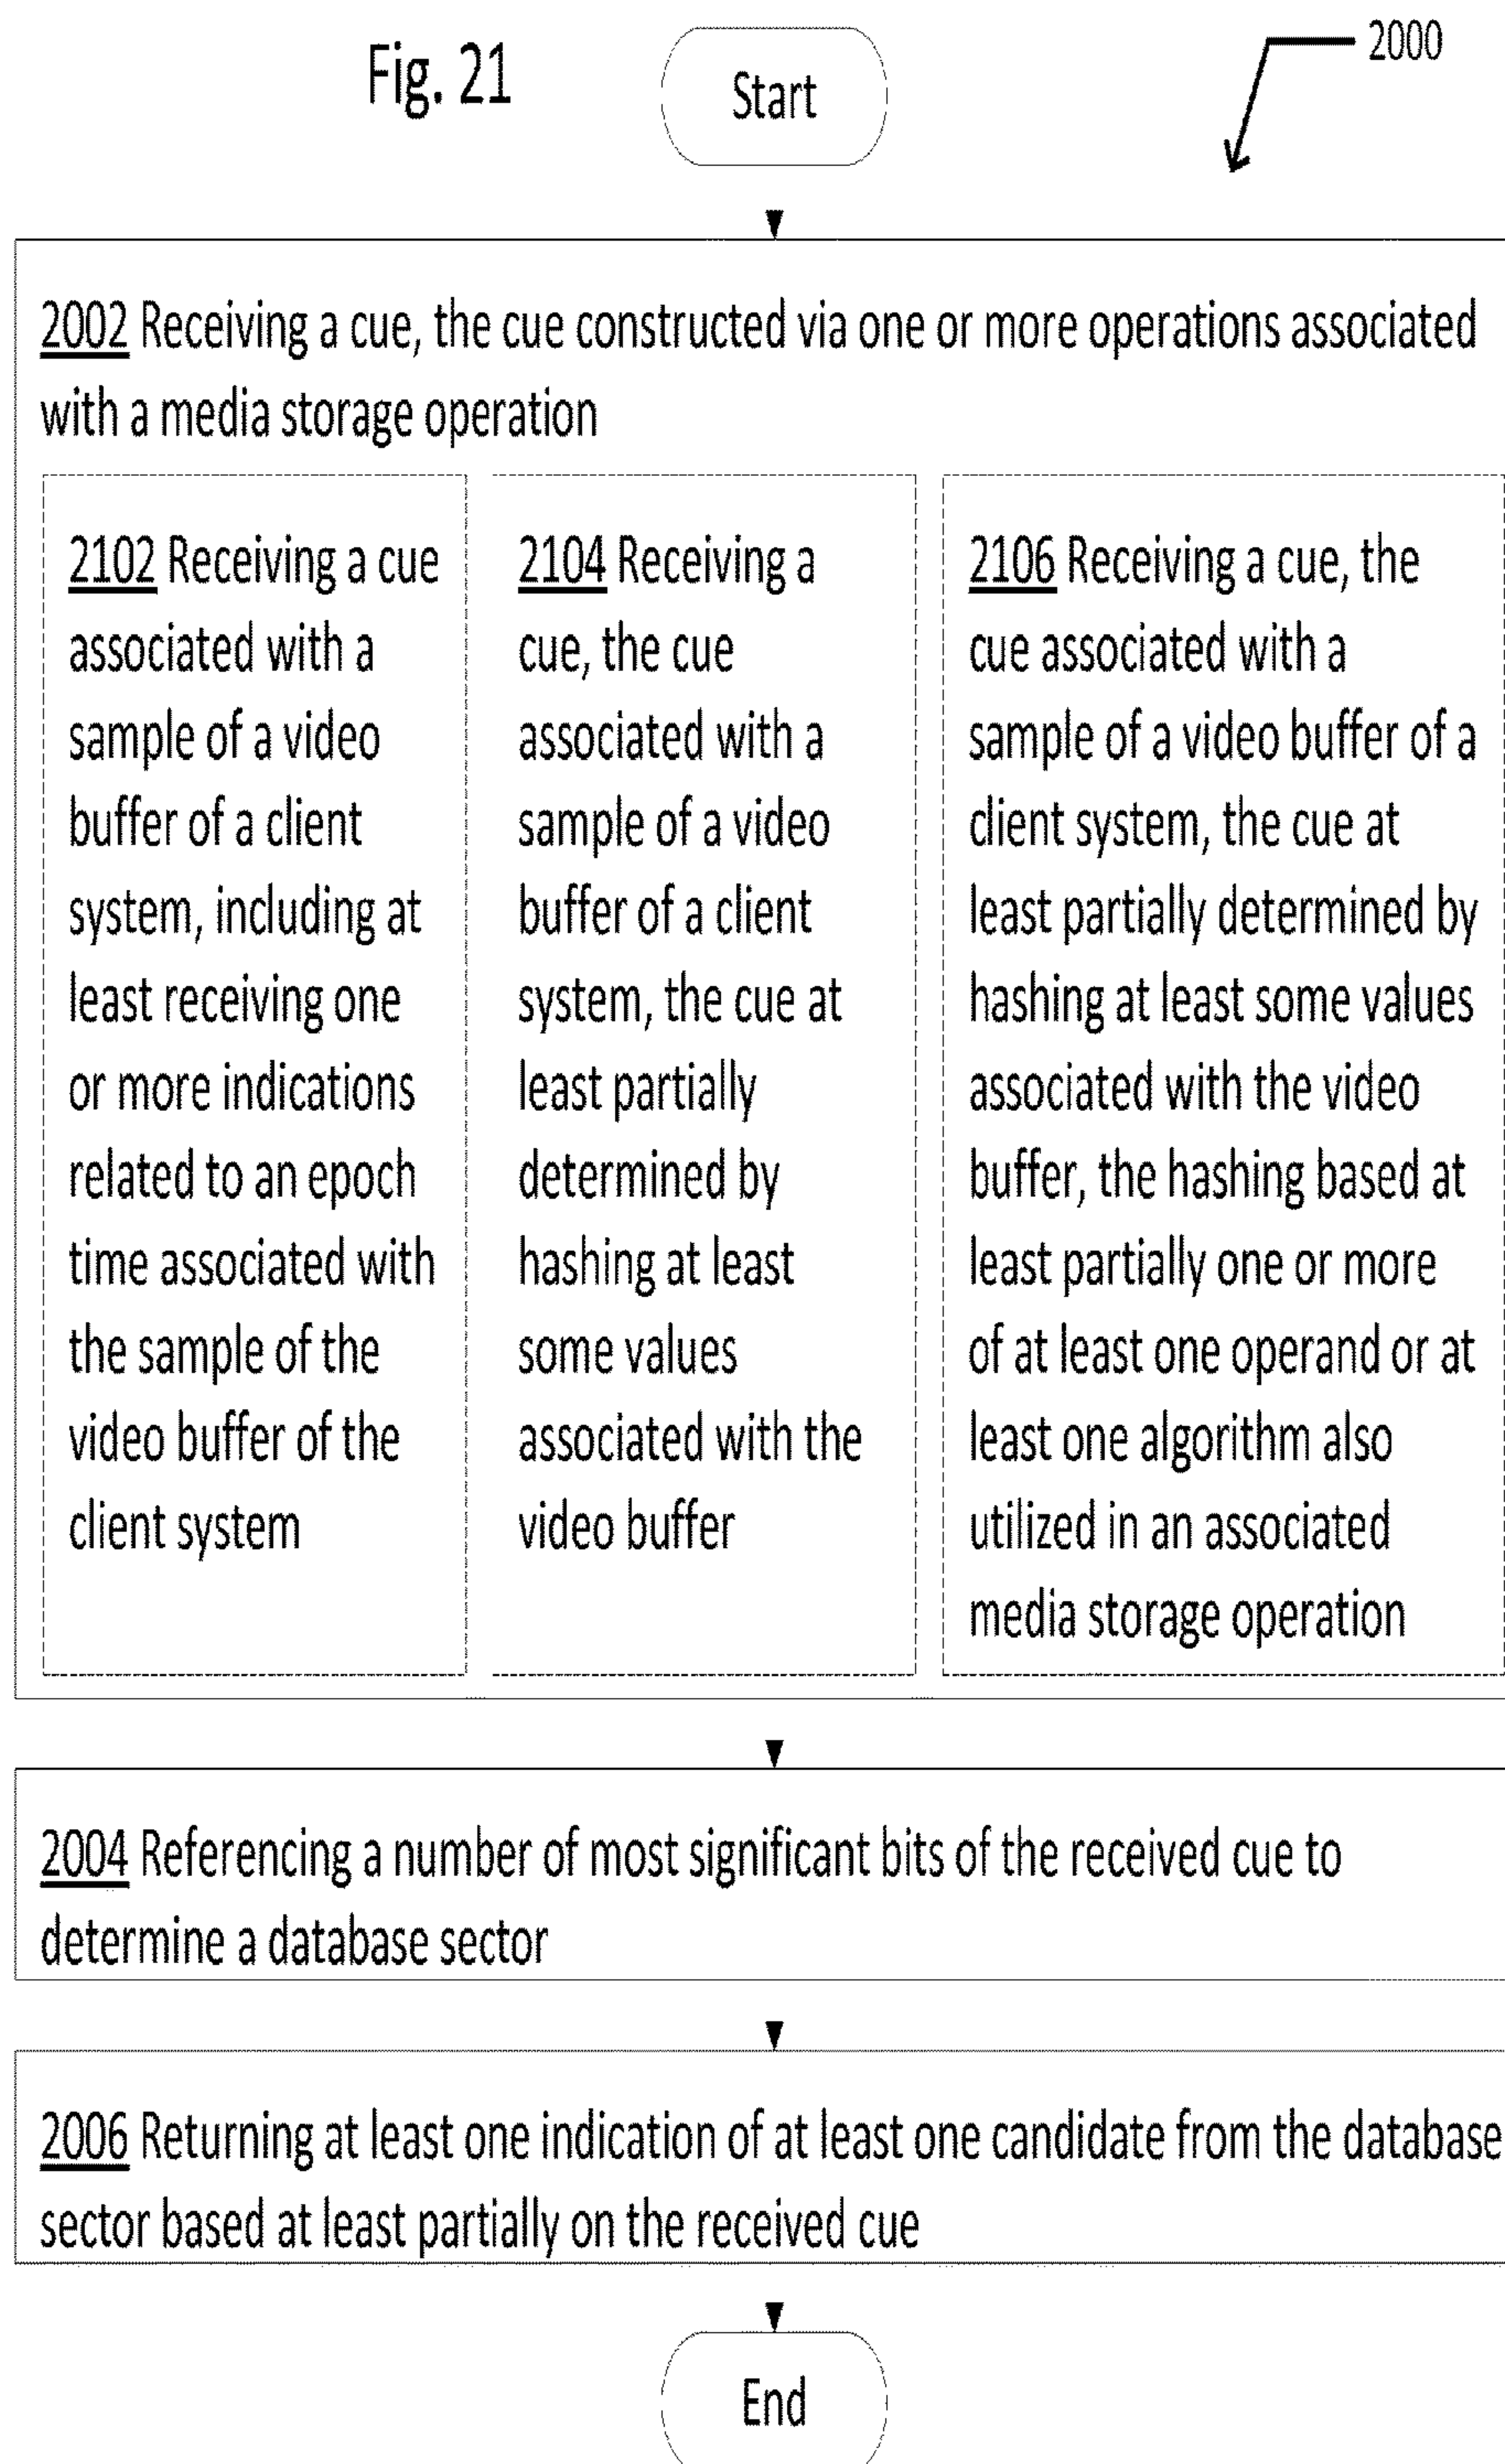 Fig. 21
Start
2000
2002 Receiving a cue, the cue constructed via one or more operations associated
with a media storage operation
2102 Receiving a cue
associated with a
sample of a video
buffer of a client
system, including at
least receiving one
or more indications
related to an epoch
time associated with
the sample of the
video buffer of the
client system
2104 Receiving a
cue, the cue
associated with a
sample of a video
buffer of a client
system, the cue at
least partially
determined by
hashing at least
some values
associated with the
video buffer
2106 Receiving a cue, the
cue associated with a
sample of a video buffer of a
client system, the cue at
least partially determined by
hashing at least some values
associated with the video
buffer, the hashing based at
least partially one or more
of at least one operand or at
least one algorithm also
utilized in an associated
media storage operation
2004 Referencing a number of most significant bits of the received cue to
determine a database sector
2006 Returning at least one indication of at least one candidate from the database
sector based at least partially on the received cue
End